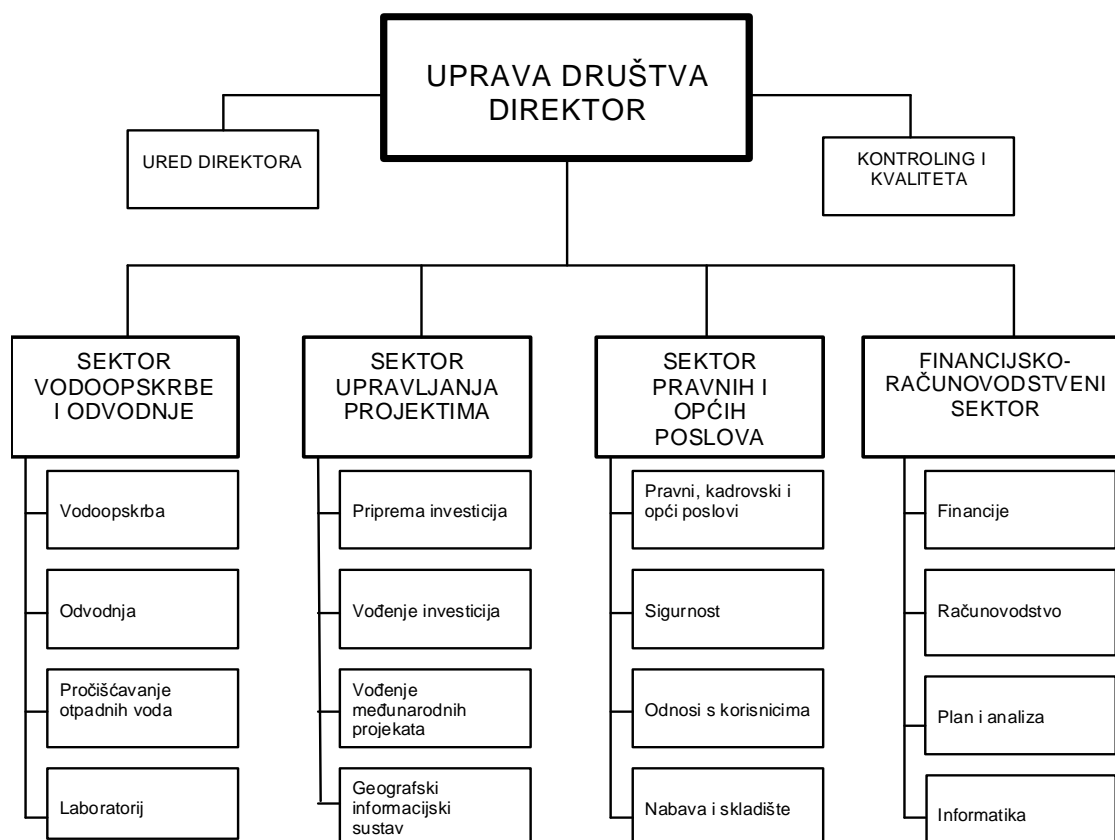 UPRAVA DRUŠTVA
DIREKTOR
URED DIREKTORA
KONTROLING I
KVALITETA
SEKTOR
VODOOPSKRBE
I ODVODNJE
SEKTOR
UPRAVLJANJA
PROJEKTIMA
SEKTOR
PRAVNIH I
OPĆIH
POSLOVA
FINANCIJSKO-
RAČUNOVODSTVENI
SEKTOR
Vodoopskrba
Odvodnja
Pročišćavanje
otpadnih voda
Laboratorij
Priprema investicija
Vođenje investicija
Vođenje
međunarodnih
projekata
Geografski
informacijski
sustav
Pravni, kadrovski i
opći poslovi
Sigurnost
Odnosi s korisnicima
Nabava i skladište
Financije
Računovodstvo
Plan i analiza
Informatika